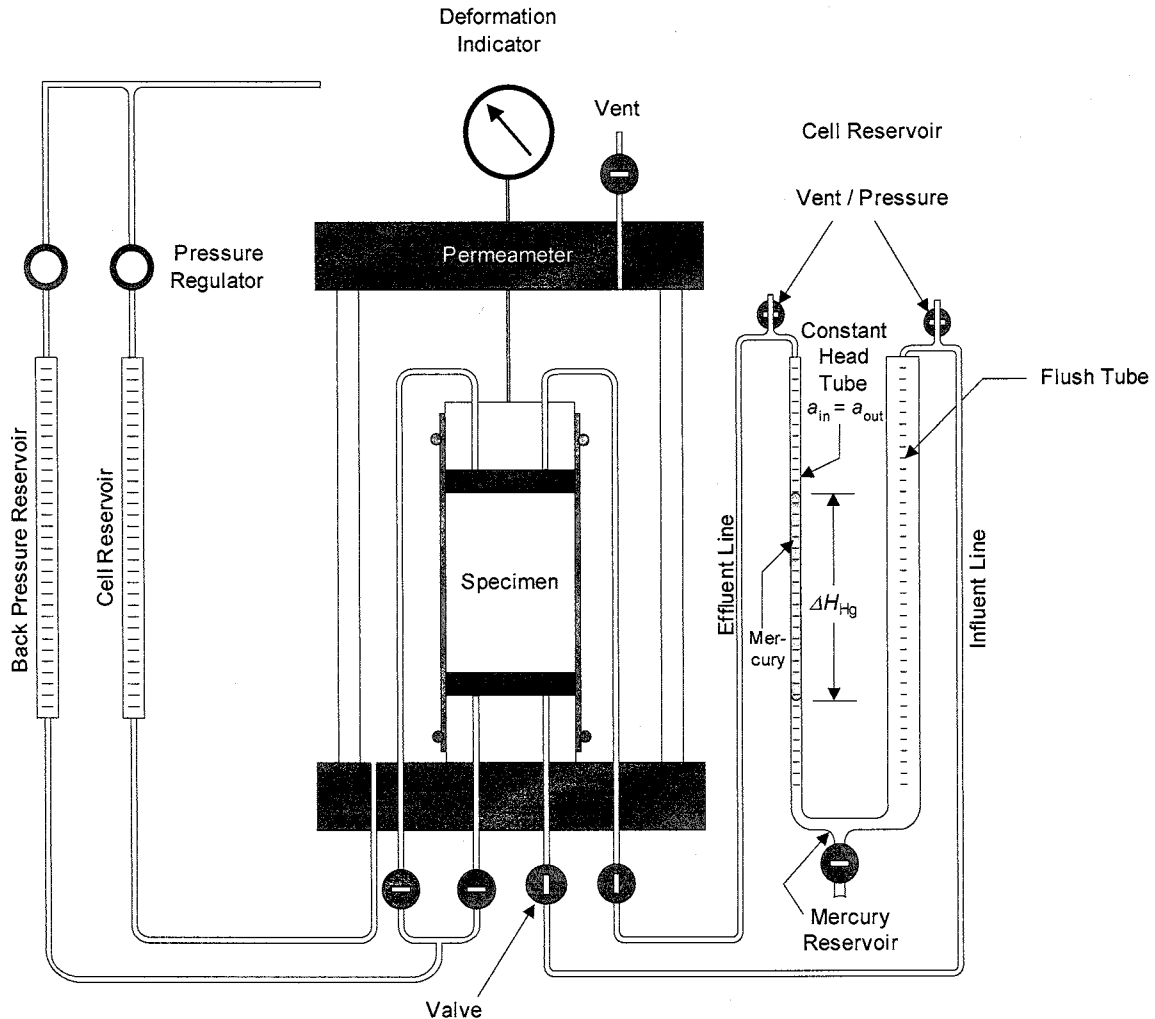 Deformation
Indicator
Vent
Cell Reservoir
Vent / Pressure
Pressure
Regulator
Permeameter
Constant
Head
Tube
a_in = a_out
Flush Tube
Back Pressure Reservoir
Cell Reservoir
Specimen
Effluent Line
Mer-
cury
ΔH_Hg
Influent Line
Mercury
Reservoir
Valve